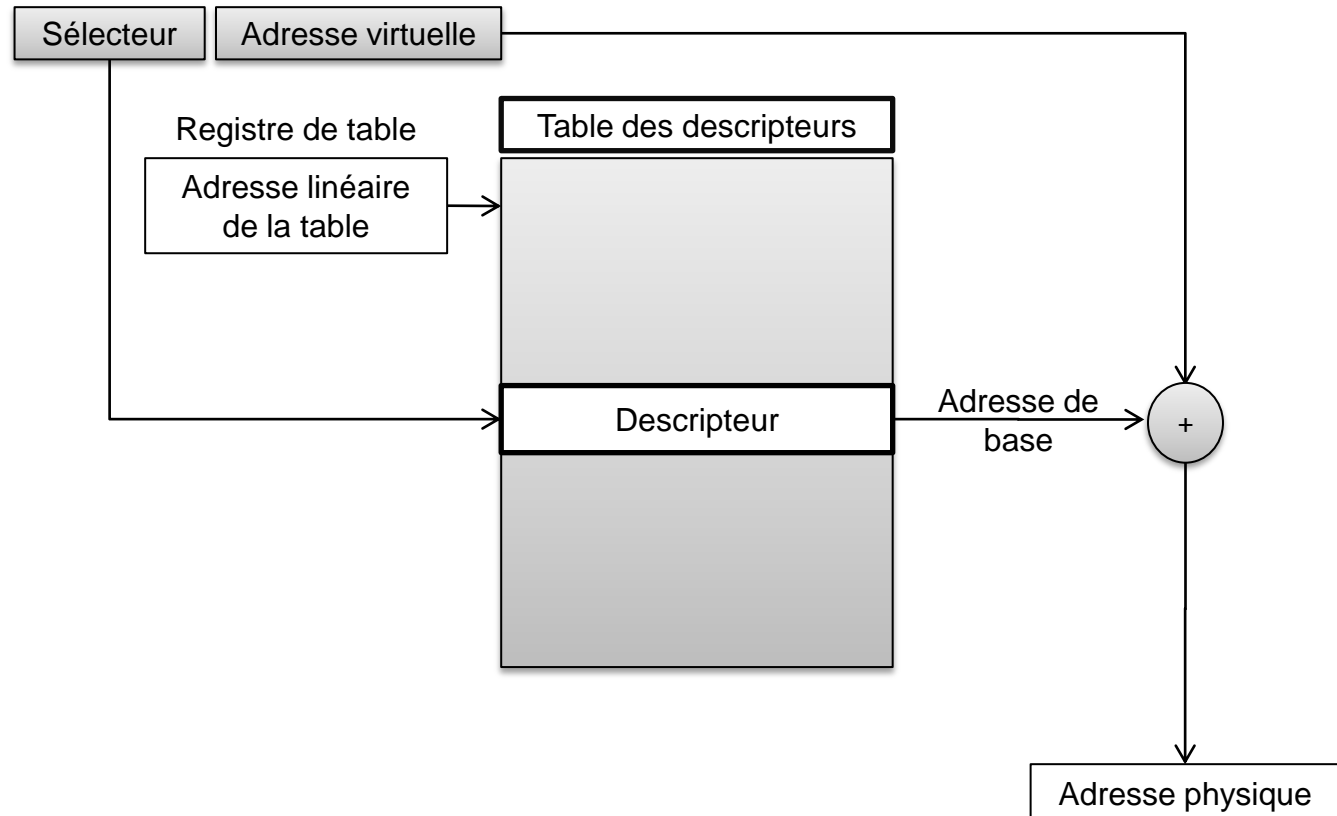 Sélecteur
Adresse virtuelle
Registre de table
Table des descripteurs
Adresse linéaire
de la table
Descripteur
Adresse de
base
+
Adresse physique